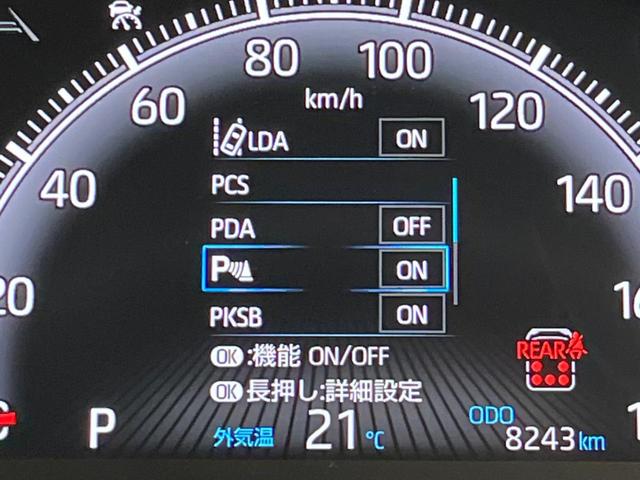 80 100
km/h
60 120
LDA ON
40 140
PCS
PDA OFF
P ON
20
PKSB ON
OK:機能 ON/OFF
REAR
OK長押し:詳細設定
P 外気温 21℃ ODO 8243km